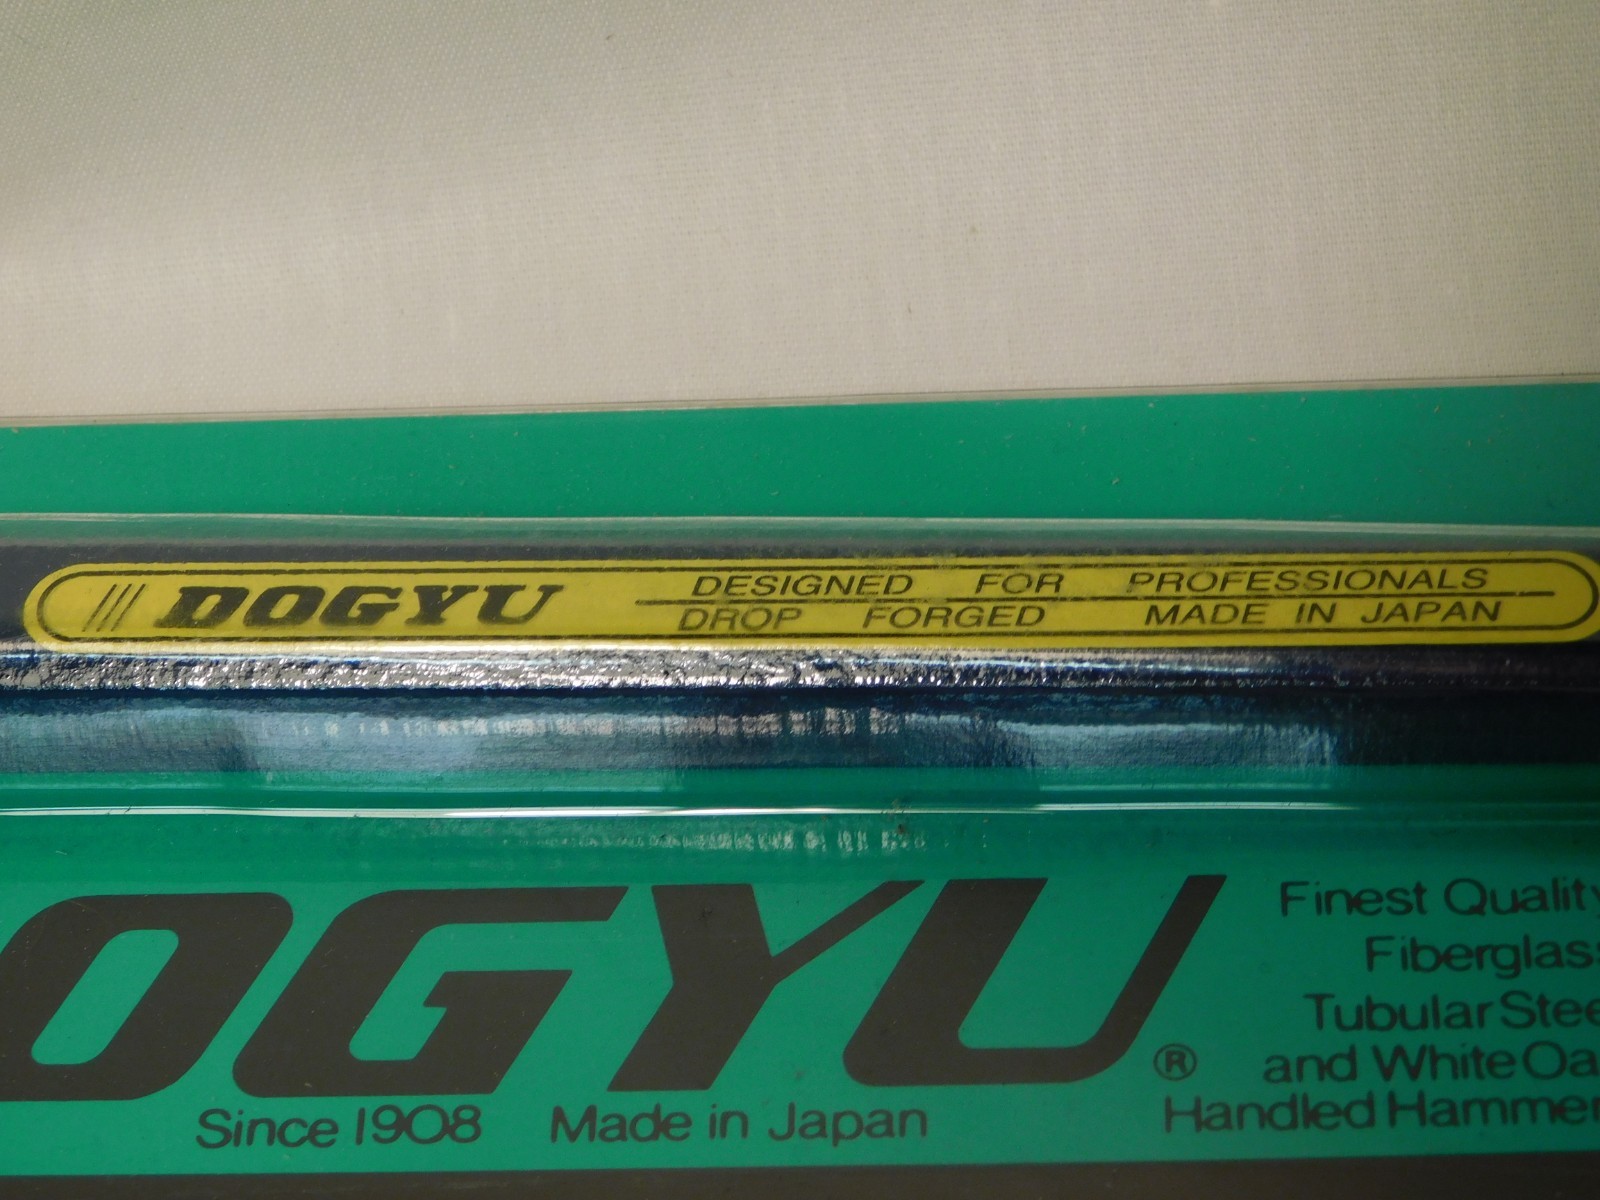 DOGYU
DESIGNED FOR PROFESSIONALS
DROP FORGED MADE IN JAPAN
OGYU®
Since 1908 Made in Japan
Finest Quality
Fiberglas
Tubular Stee
and White Oa
Handled Hammer